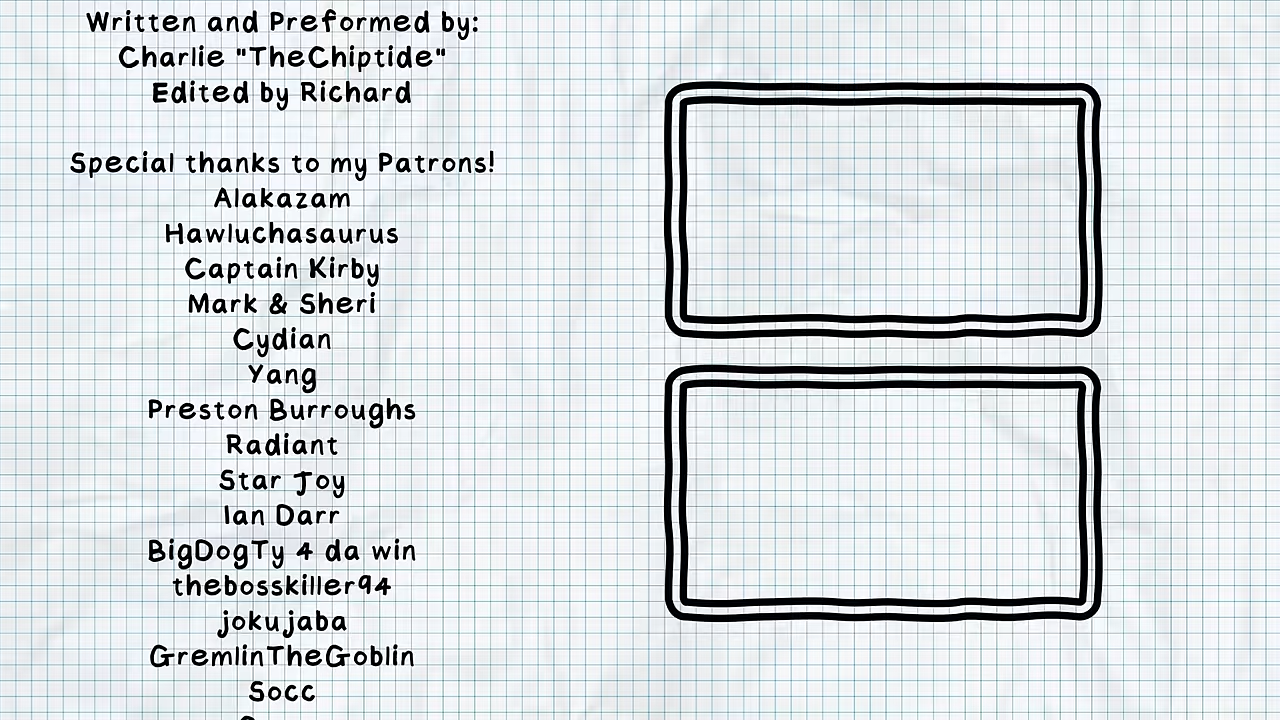 Written and Preformed by:
Charlie "TheChiptide"
Edited by Richard
Special thanks to my Patrons!
Alakazam
Hawluchasaurus
Captain Kirby
Mark & Sheri
Cydian
Yang
Preston Burroughs
Radiant
Star Joy
Ian Darr
BigDogTy 4 da win
thebosskiller94
jokujaba
GremlinTheGoblin
Socc